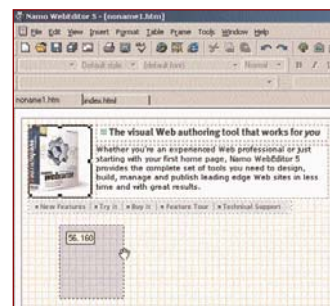 Namo WebEditor 5 - [noname1.htm]
File Edit View Insert Format Table Frame Tools Window Help
Default style (default font) Normal B I
noname1.htm index.html
The visual Web authoring tool that works for you
webeditor
Whether you're an experienced Web professional or just
starting with your first home page, Namo WebEditor 5
provides the complete set of tools you need to design,
build, manage and publish leading edge Web sites in less
time and with great results.
New Features Try it Buy it Feature Tour Technical Support
56, 160